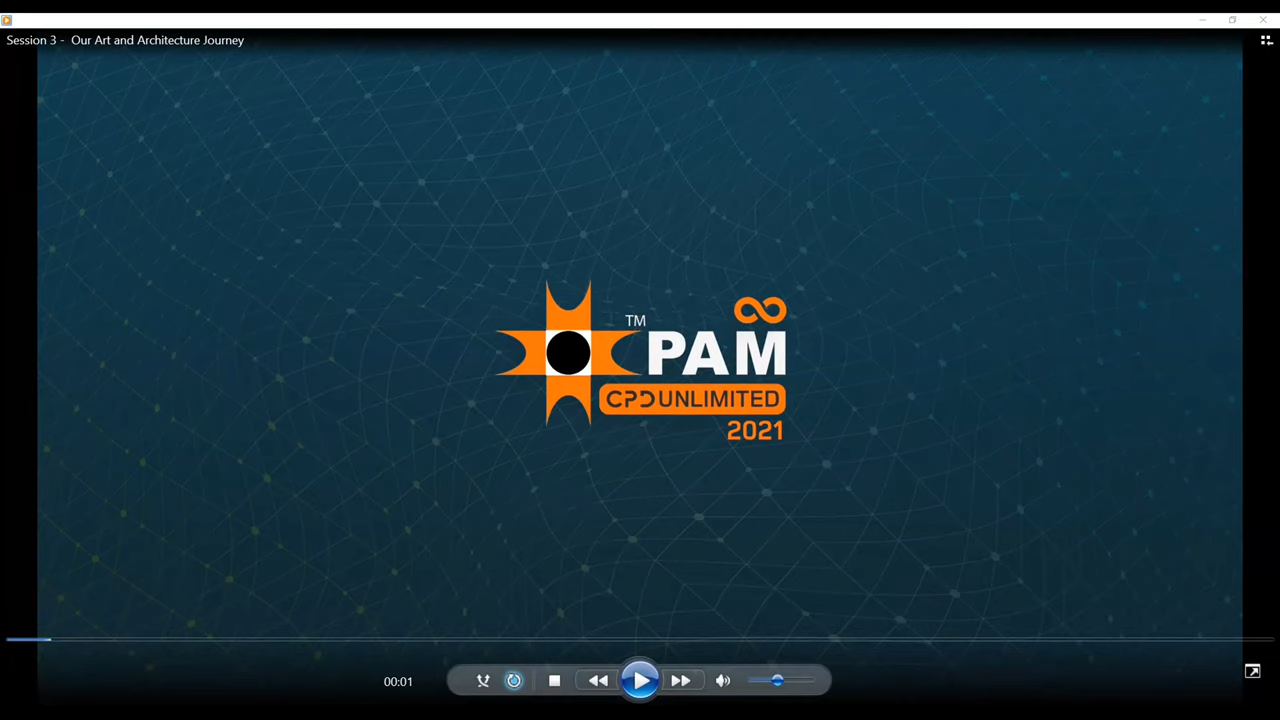 Session 3 -  Our Art and Architecture Journey
TM
PAM
CPD UNLIMITED
2021
00:01